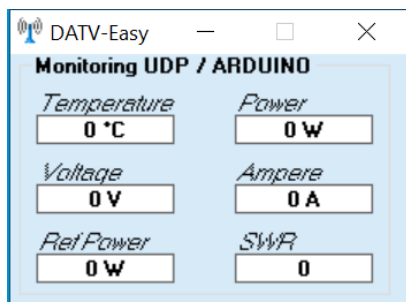 DATV-Easy
Monitoring UDP / ARDUINO
Temperature Power
0 °C 0 W
Voltage Ampere
0 V 0 A
Ref Power SWR
0 W 0